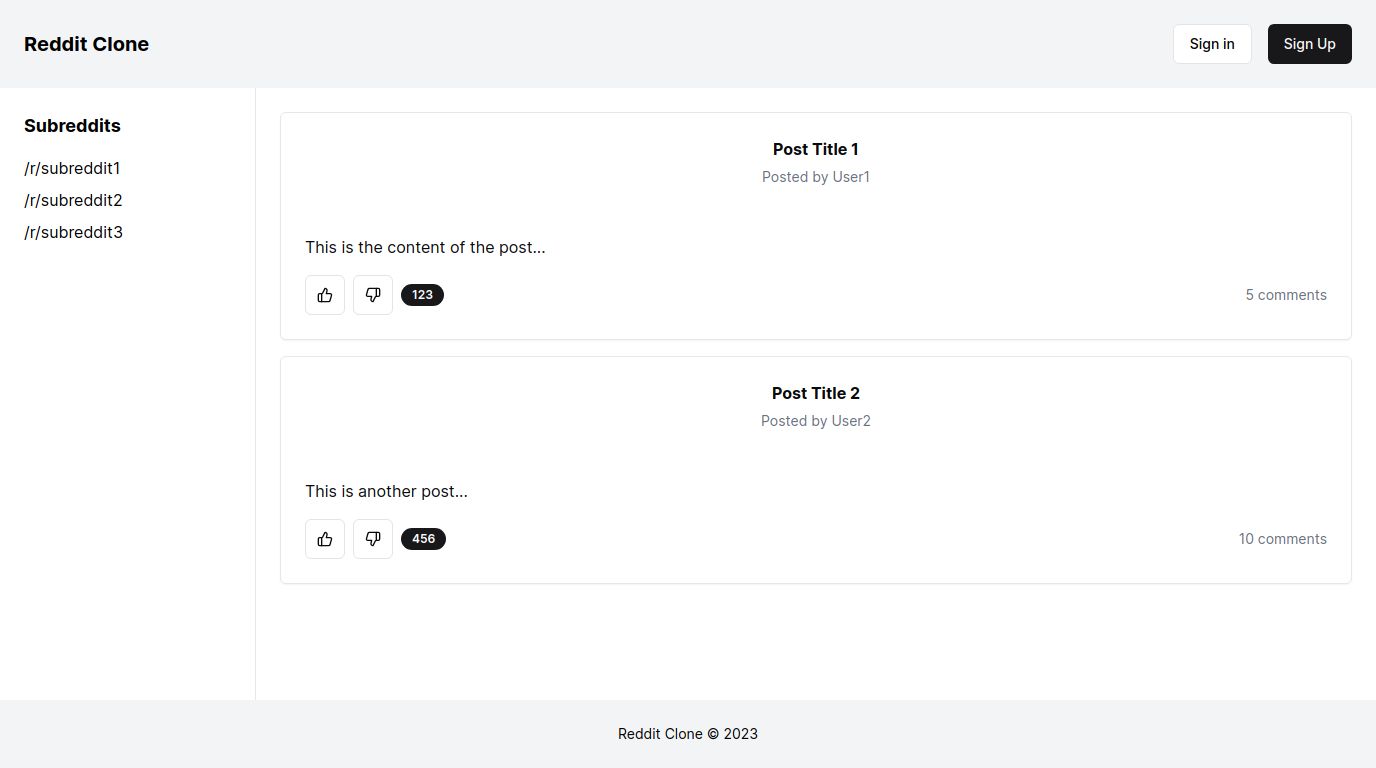 Reddit Clone
Sign in
Sign Up
Subreddits
/r/subreddit1
/r/subreddit2
/r/subreddit3
Post Title 1
Posted by User1
This is the content of the post...
123
5 comments
Post Title 2
Posted by User2
This is another post...
456
10 comments
Reddit Clone © 2023